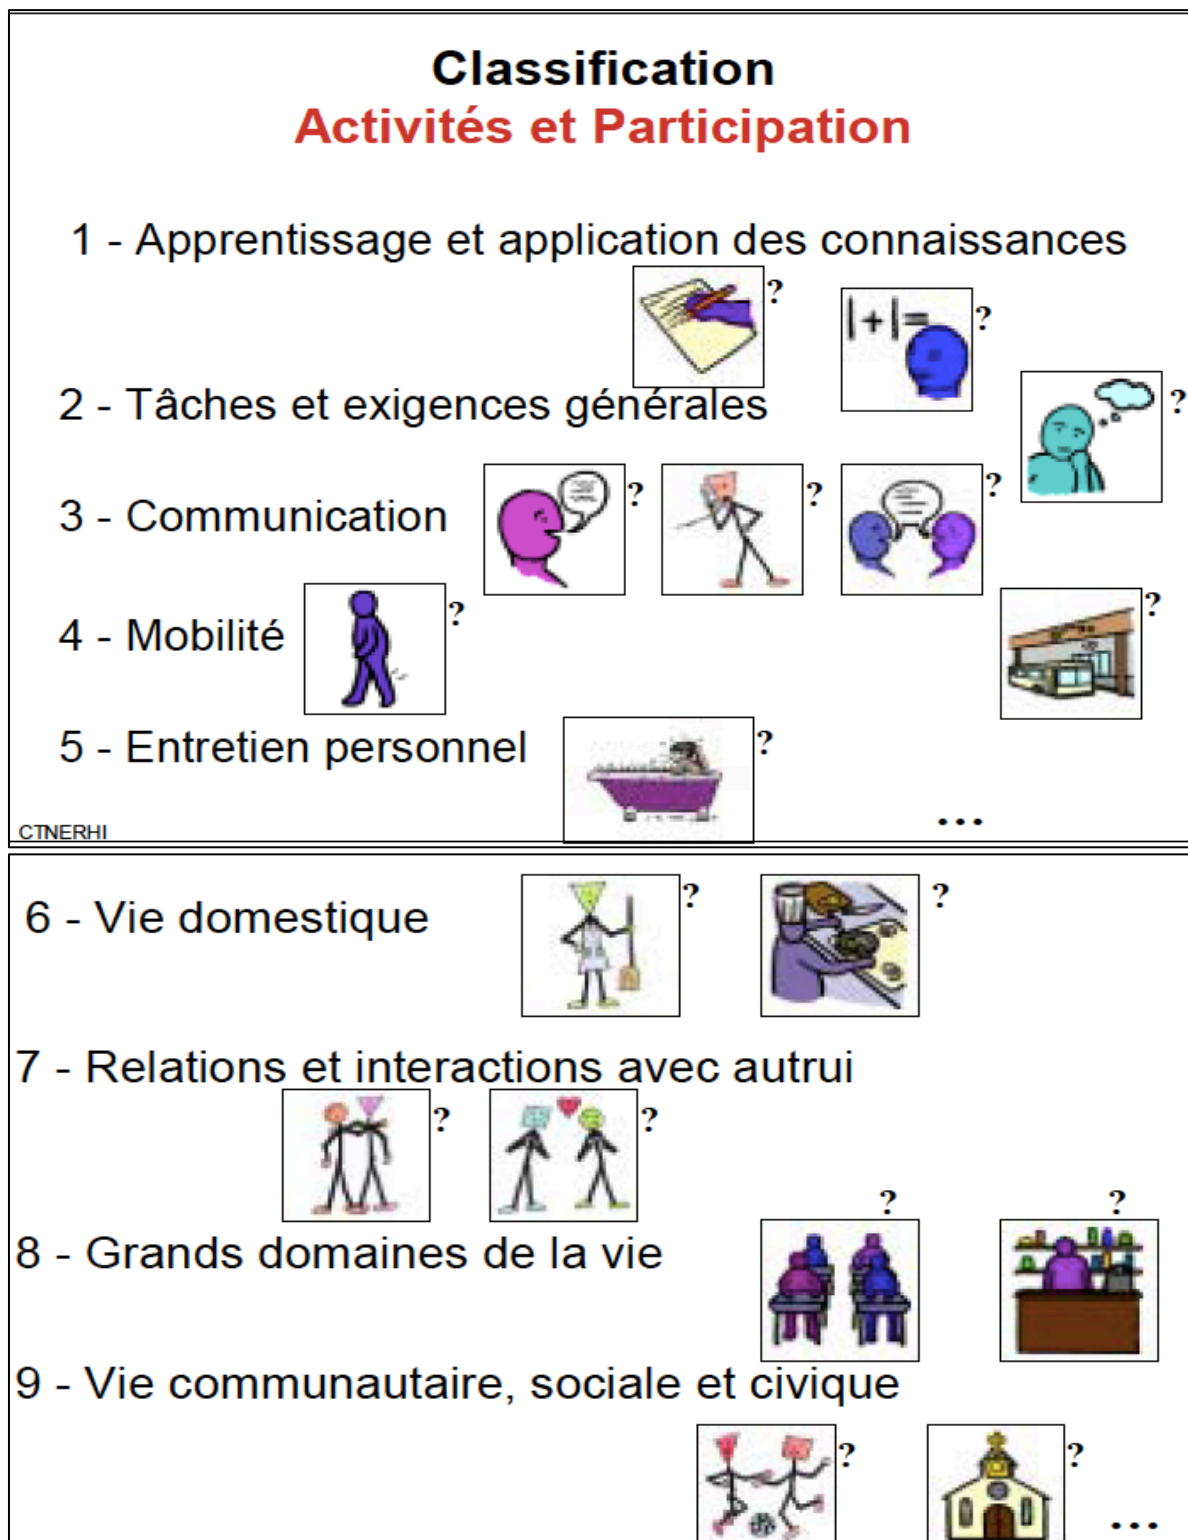 Classification
Activités et Participation
1 - Apprentissage et application des connaissances
? ?
2 - Tâches et exigences générales
?
3 - Communication ? ? ?
4 - Mobilité ? ?
5 - Entretien personnel ?
...
CTNERHI
6 - Vie domestique ? ?
7 - Relations et interactions avec autrui
? ?
? ?
8 - Grands domaines de la vie
9 - Vie communautaire, sociale et civique
? ? ...